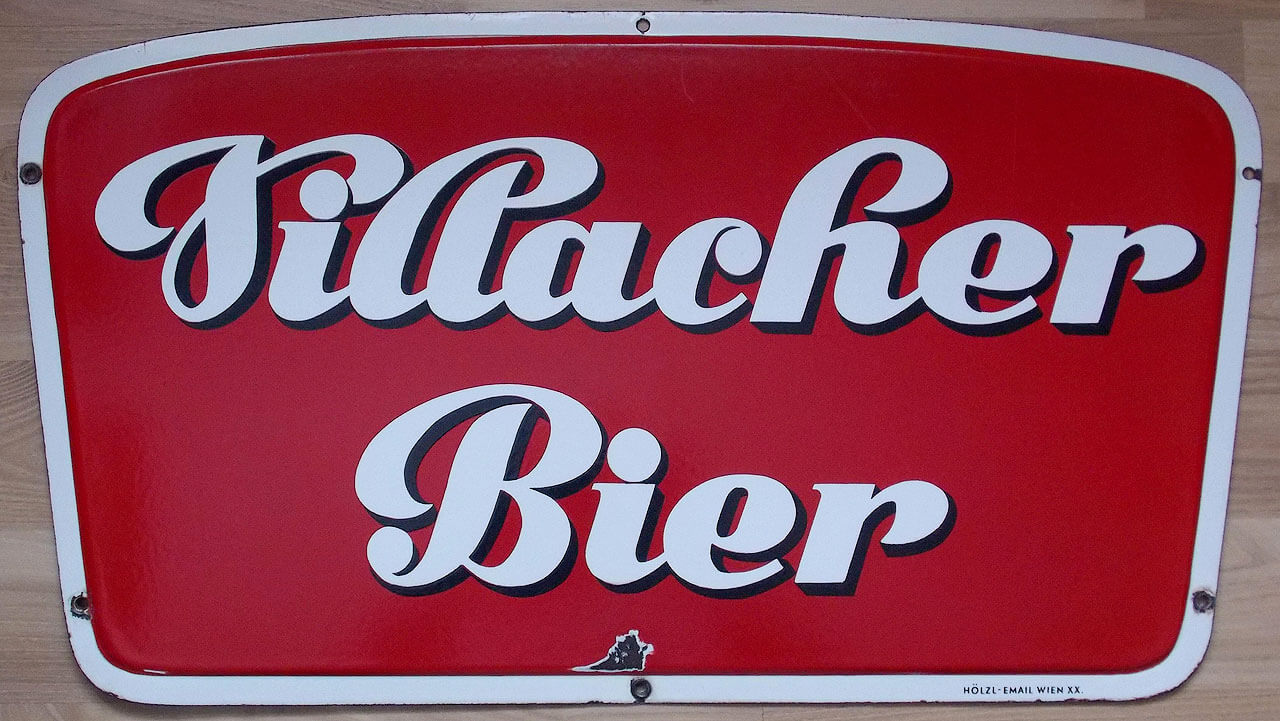 Villacher
Bier
HÖLZL-EMAIL WIEN XX.